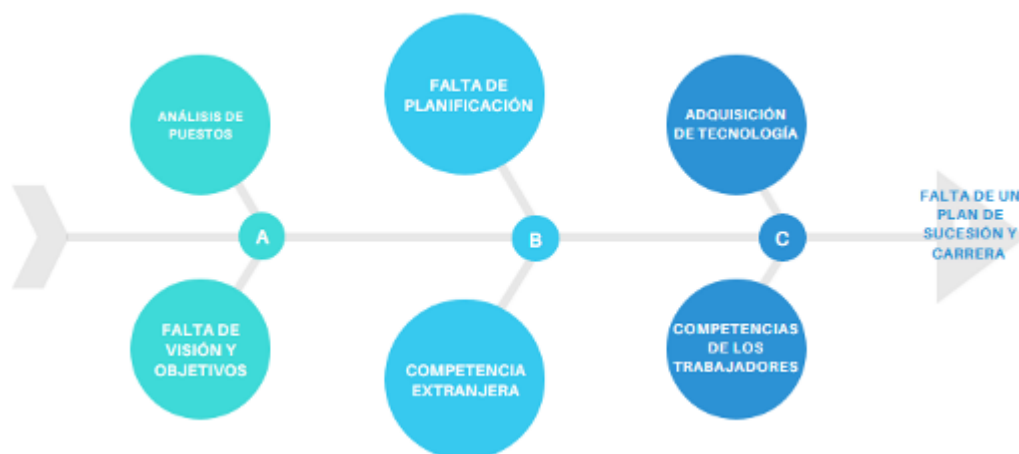 ANÁLISIS DE
PUESTOS
FALTA DE
PLANIFICACIÓN
ADQUISICIÓN
DE TECNOLOGÍA
A
B
C
FALTA DE UN
PLAN DE
SUCESIÓN Y
CARRERA
FALTA DE
VISIÓN Y
OBJETIVOS
COMPETENCIA
EXTRANJERA
COMPETENCIAS
DE LOS
TRABAJADORES